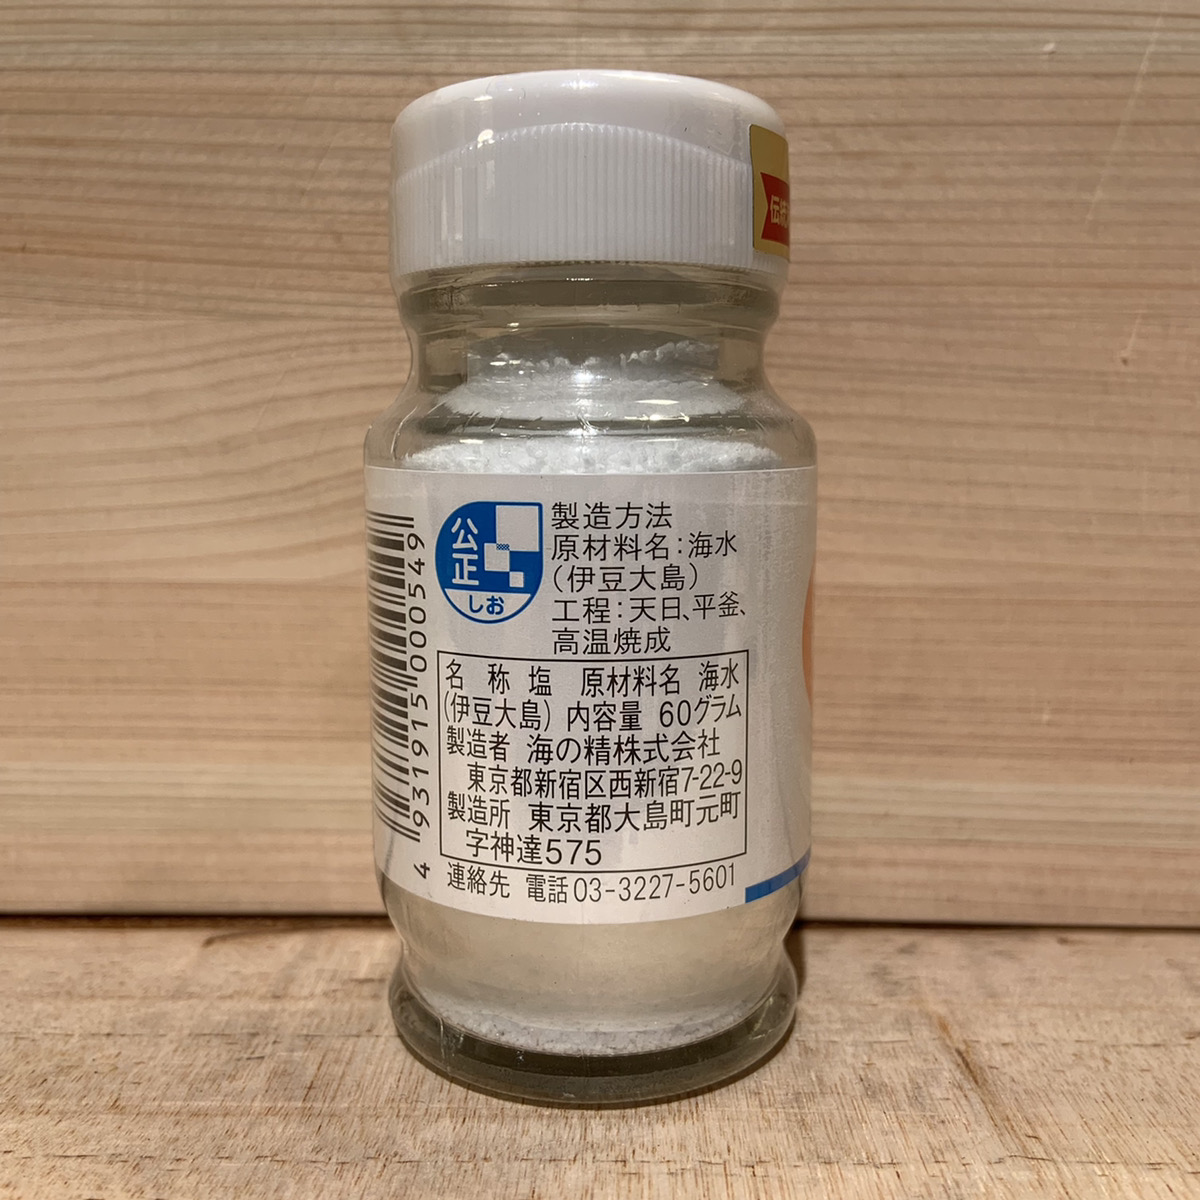 伝統
公正
しお
製造方法
原材料名:海水
(伊豆大島)
工程:天日、平釜、
高温焼成
名 称 塩 原材料名 海水
(伊豆大島) 内容量 60グラム
製造者 海の精株式会社
東京都新宿区西新宿7-22-9
製造所 東京都大島町元町
字神達575
連絡先 電話03-3227-5601
4 931915 000549